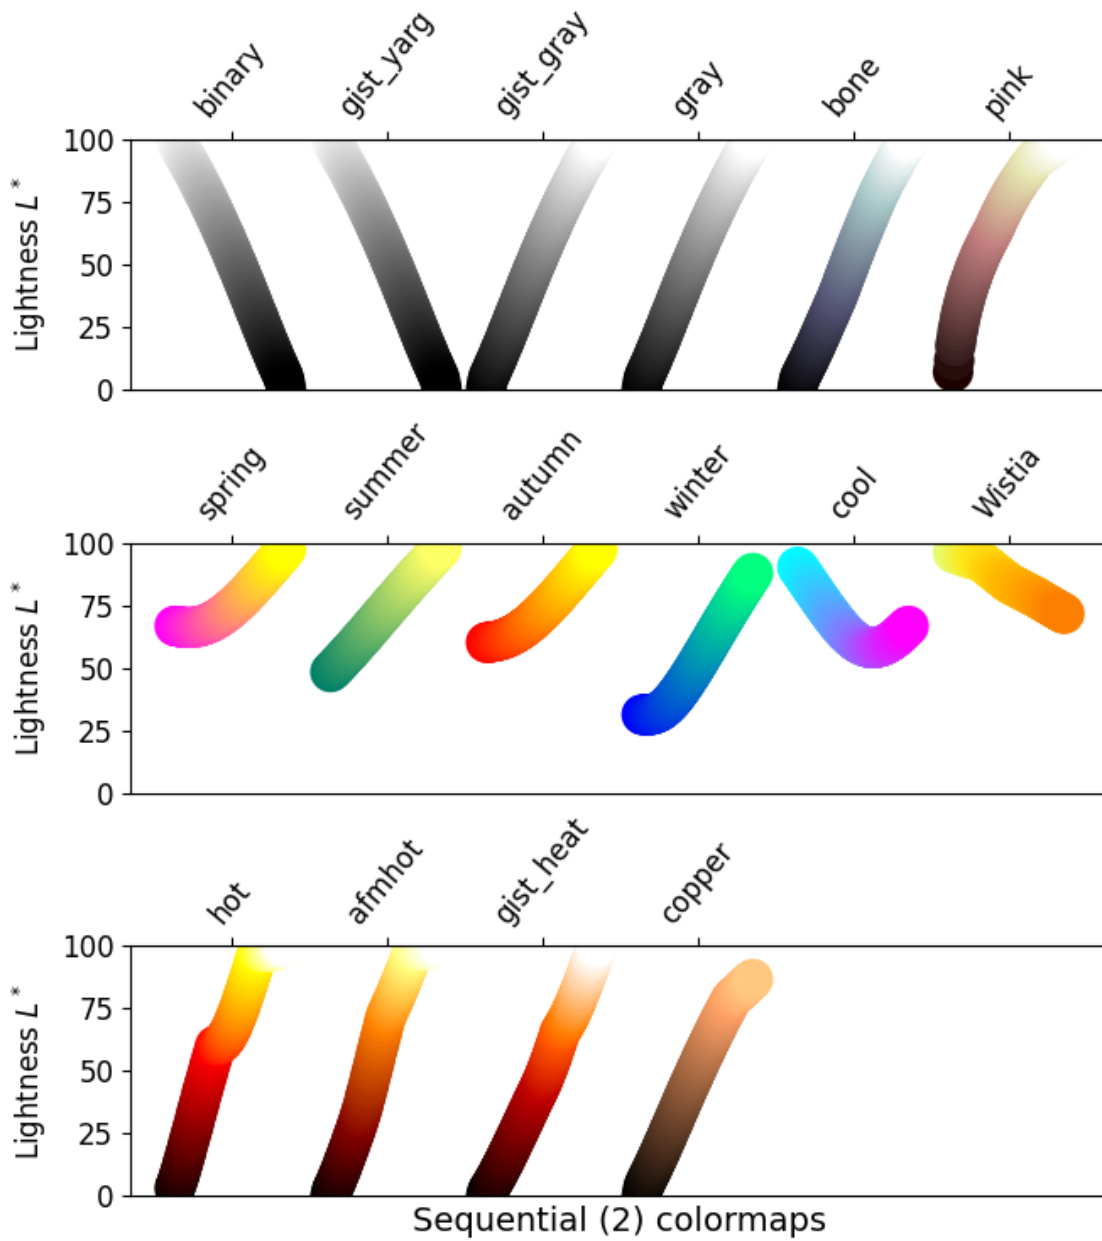 binary gist_yarg gist_gray gray bone pink
100
75
50
25
0
Lightness L*
spring summer autumn winter cool Wistia
100
75
50
25
0
Lightness L*
hot afmhot gist_heat copper
100
75
50
25
0
Lightness L*
Sequential (2) colormaps